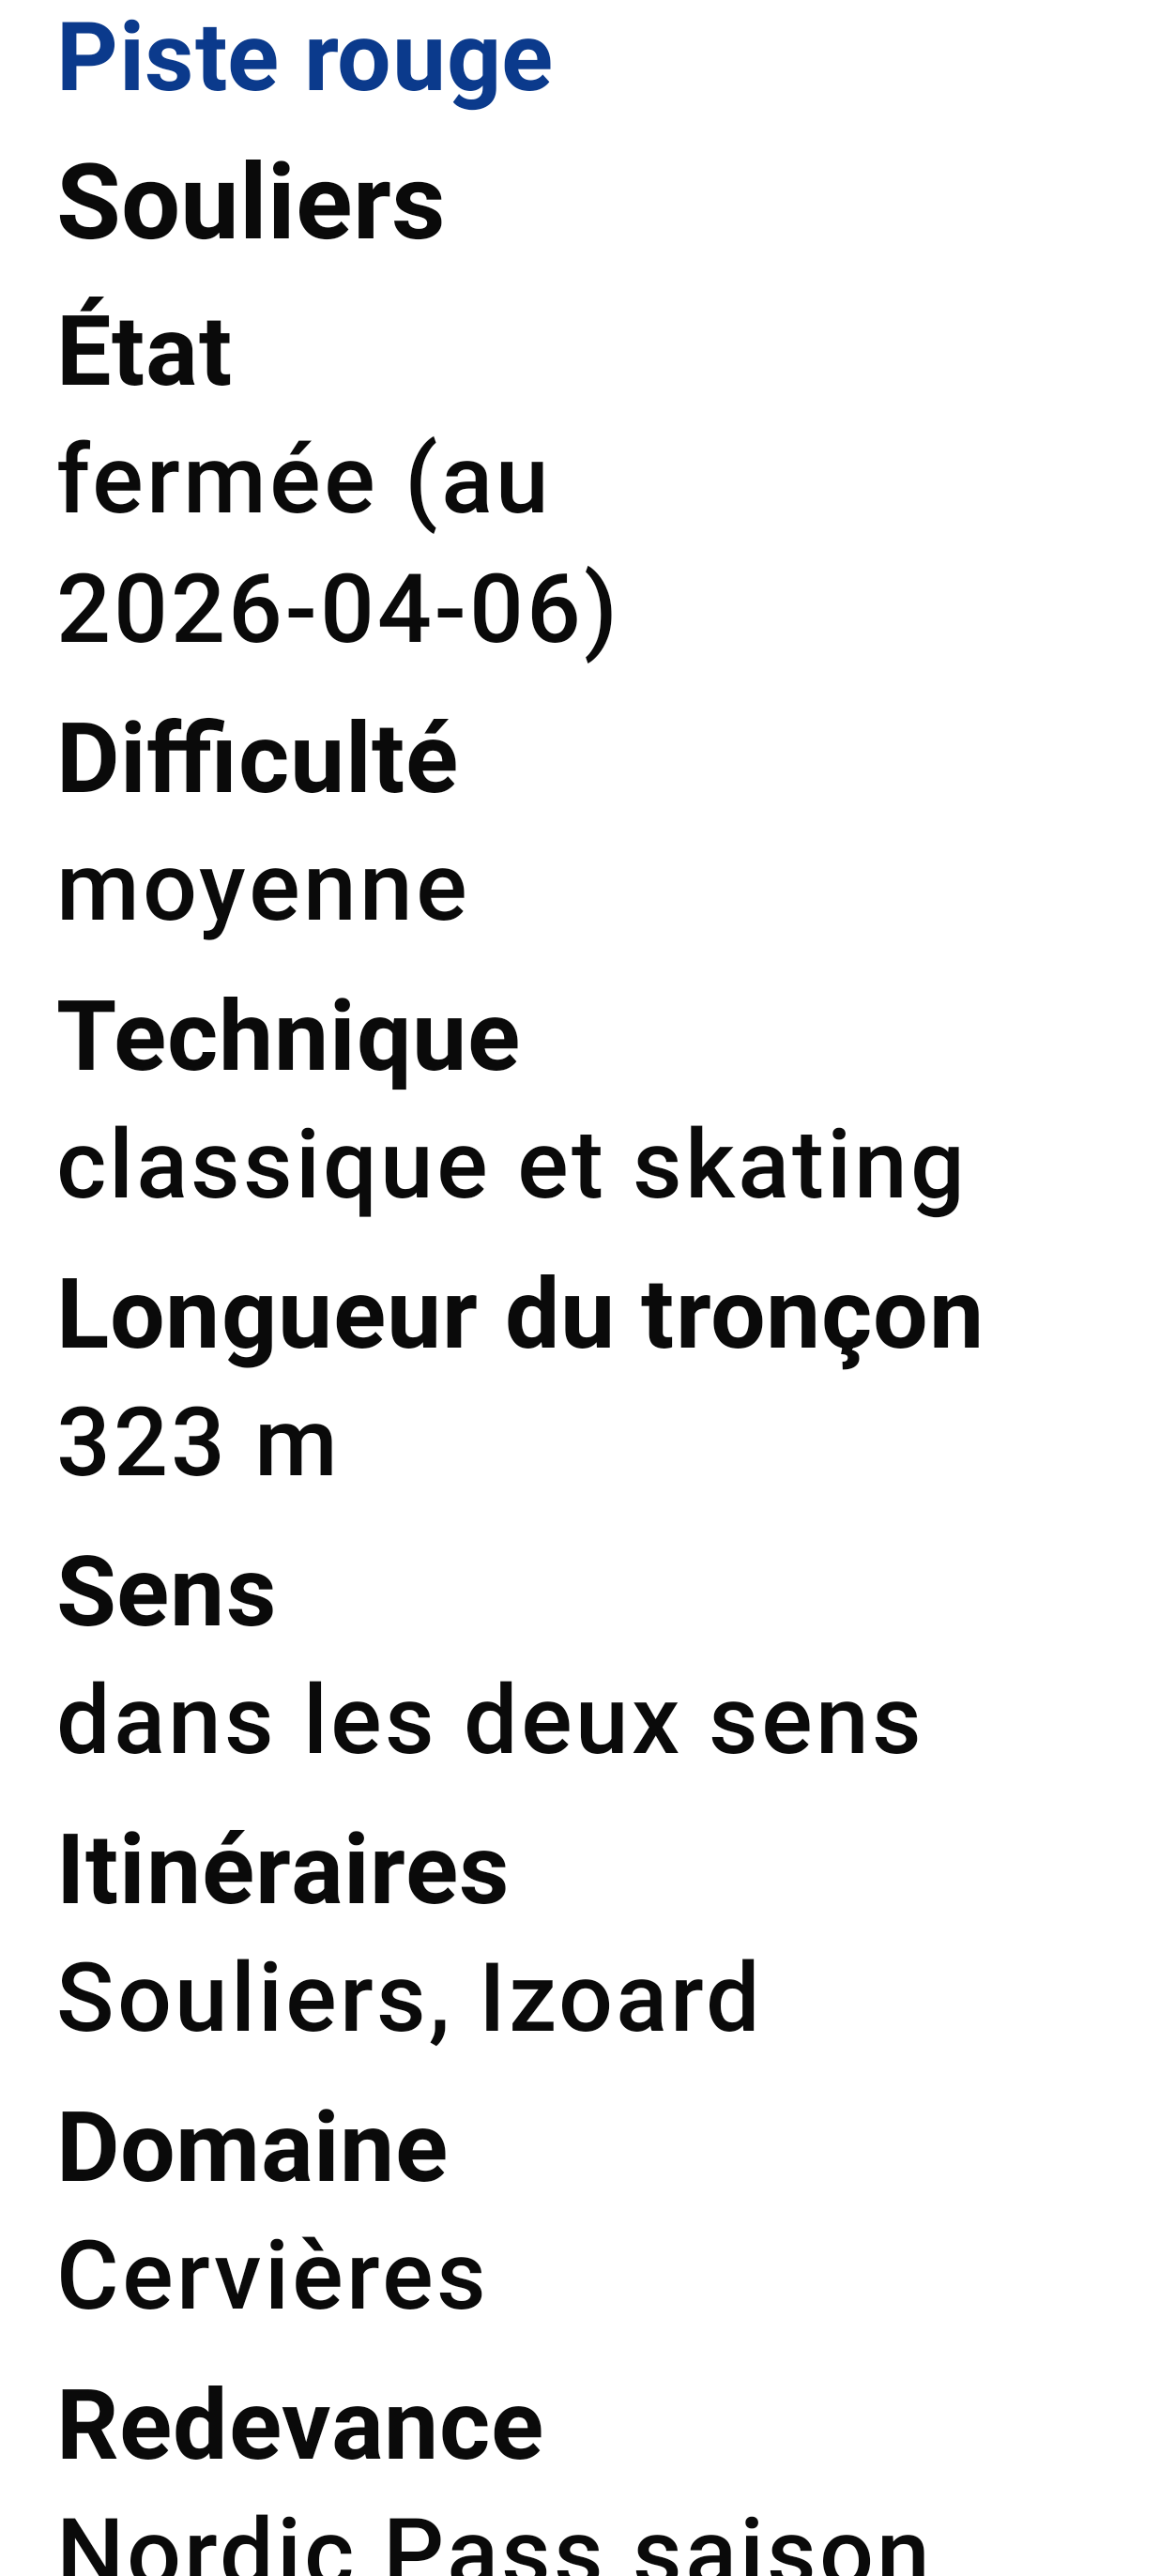 Piste rouge
Souliers
État
fermée (au
2026-04-06)
Difficulté
moyenne
Technique
classique et skating
Longueur du tronçon
323 m
Sens
dans les deux sens
Itinéraires
Souliers, Izoard
Domaine
Cervières
Redevance
Nordic Pass saison